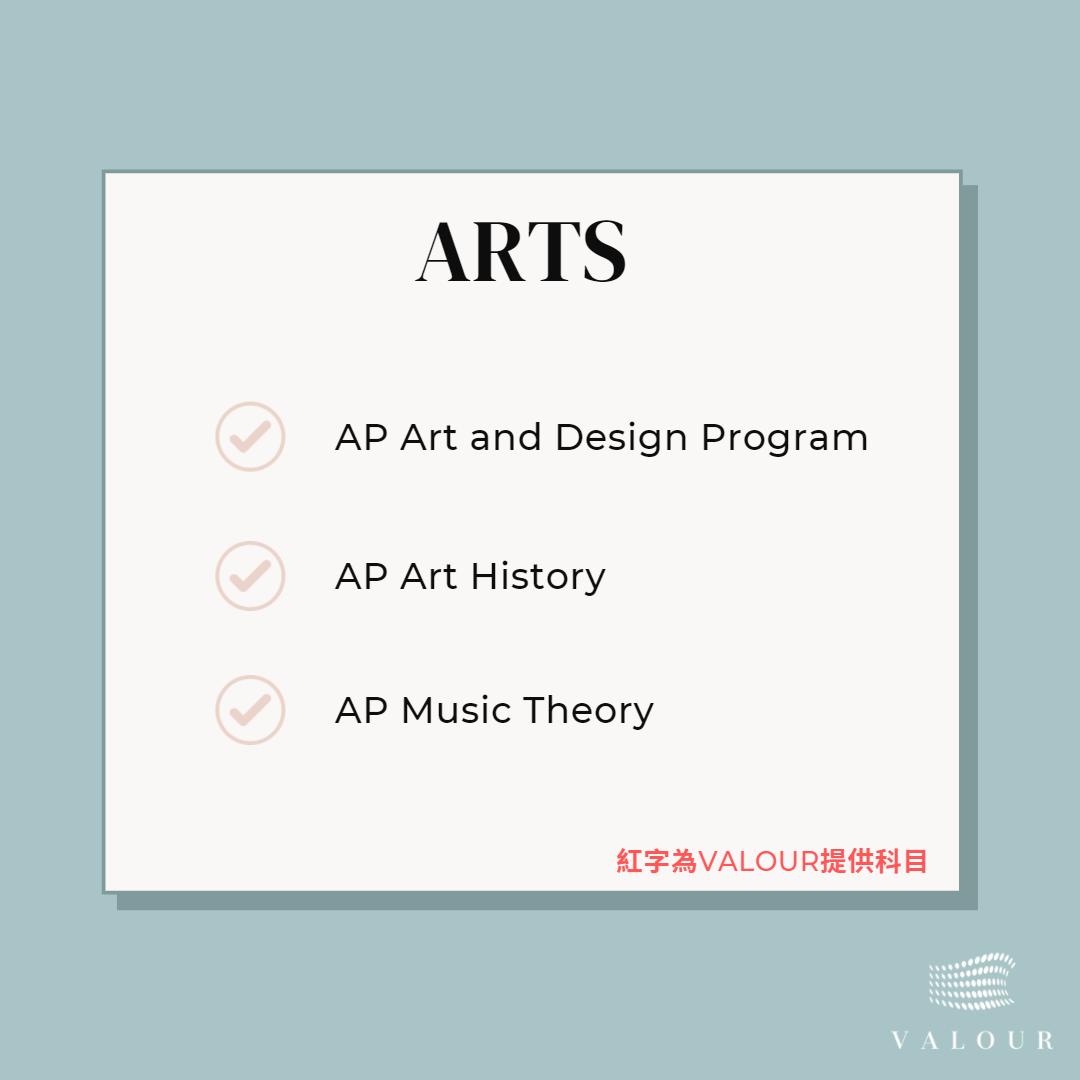 ARTS
AP Art and Design Program
AP Art History
AP Music Theory
紅字為VALOUR提供科目
VALOUR